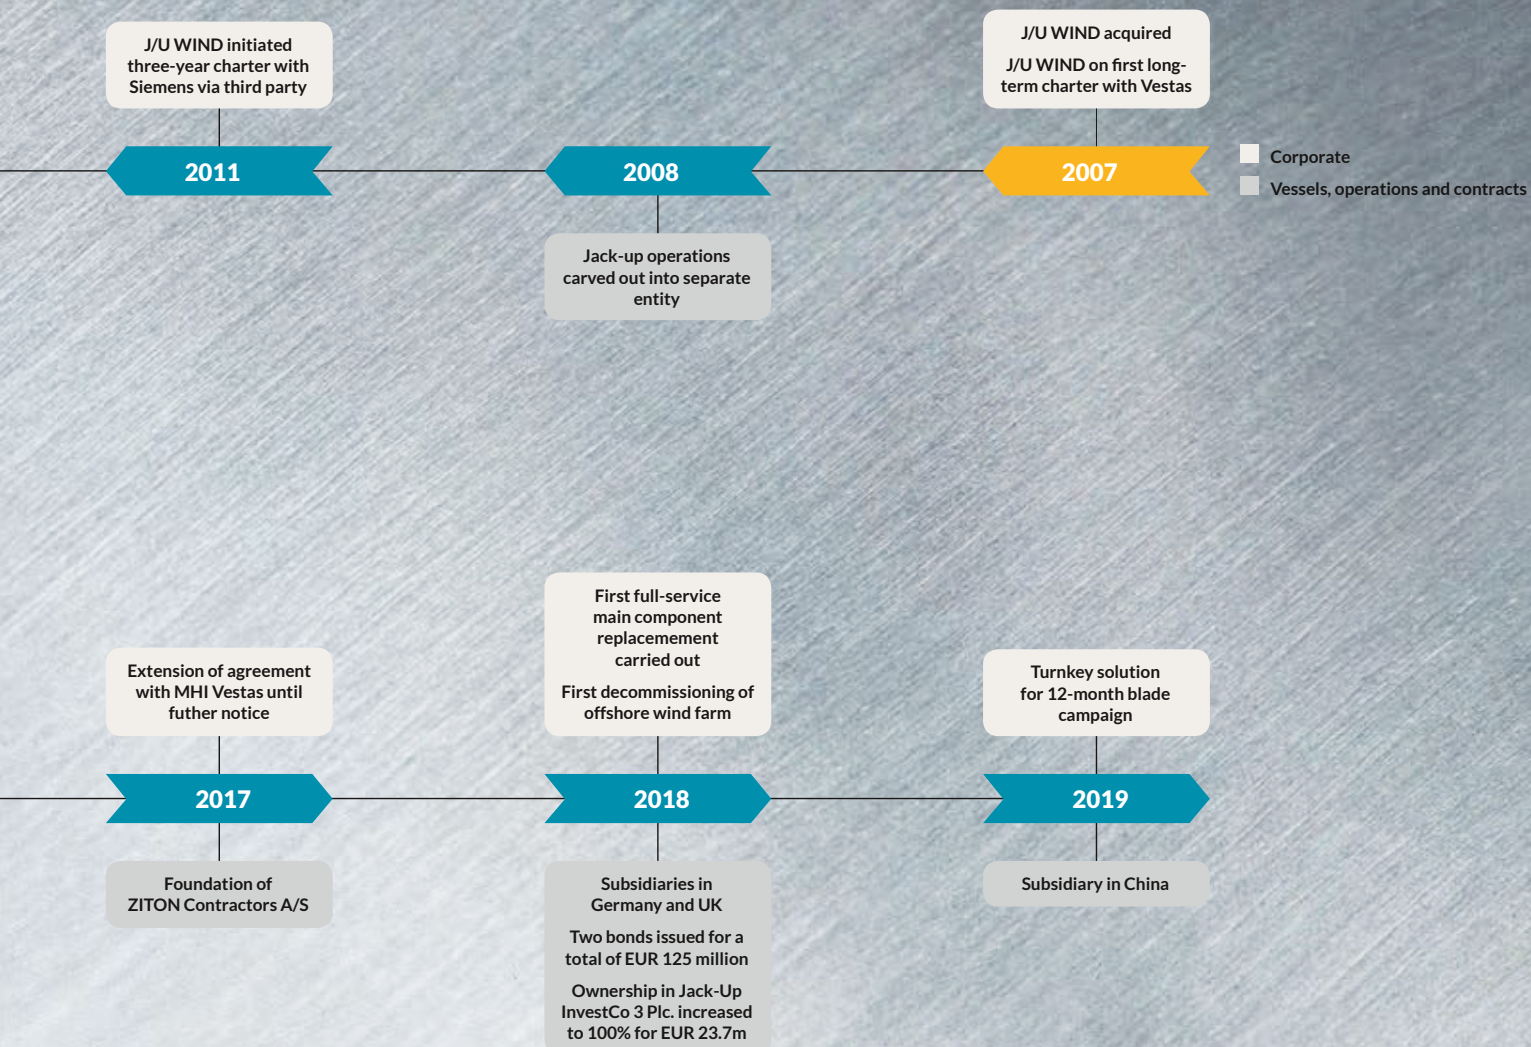 J/U WIND initiated
three-year charter with
Siemens via third party
J/U WIND acquired
J/U WIND on first long-
term charter with Vestas
2011
2008
2007
Corporate
Vessels, operations and contracts
Jack-up operations
carved out into separate
entity
First full-service
main component
replacemement
carried out
First decommissioning of
offshore wind farm
Extension of agreement
with MHI Vestas until
futher notice
Turnkey solution
for 12-month blade
campaign
2017
2018
2019
Foundation of
ZITON Contractors A/S
Subsidiaries in
Germany and UK
Two bonds issued for a
total of EUR 125 million
Ownership in Jack-Up
InvestCo 3 Plc. increased
to 100% for EUR 23.7m
Subsidiary in China